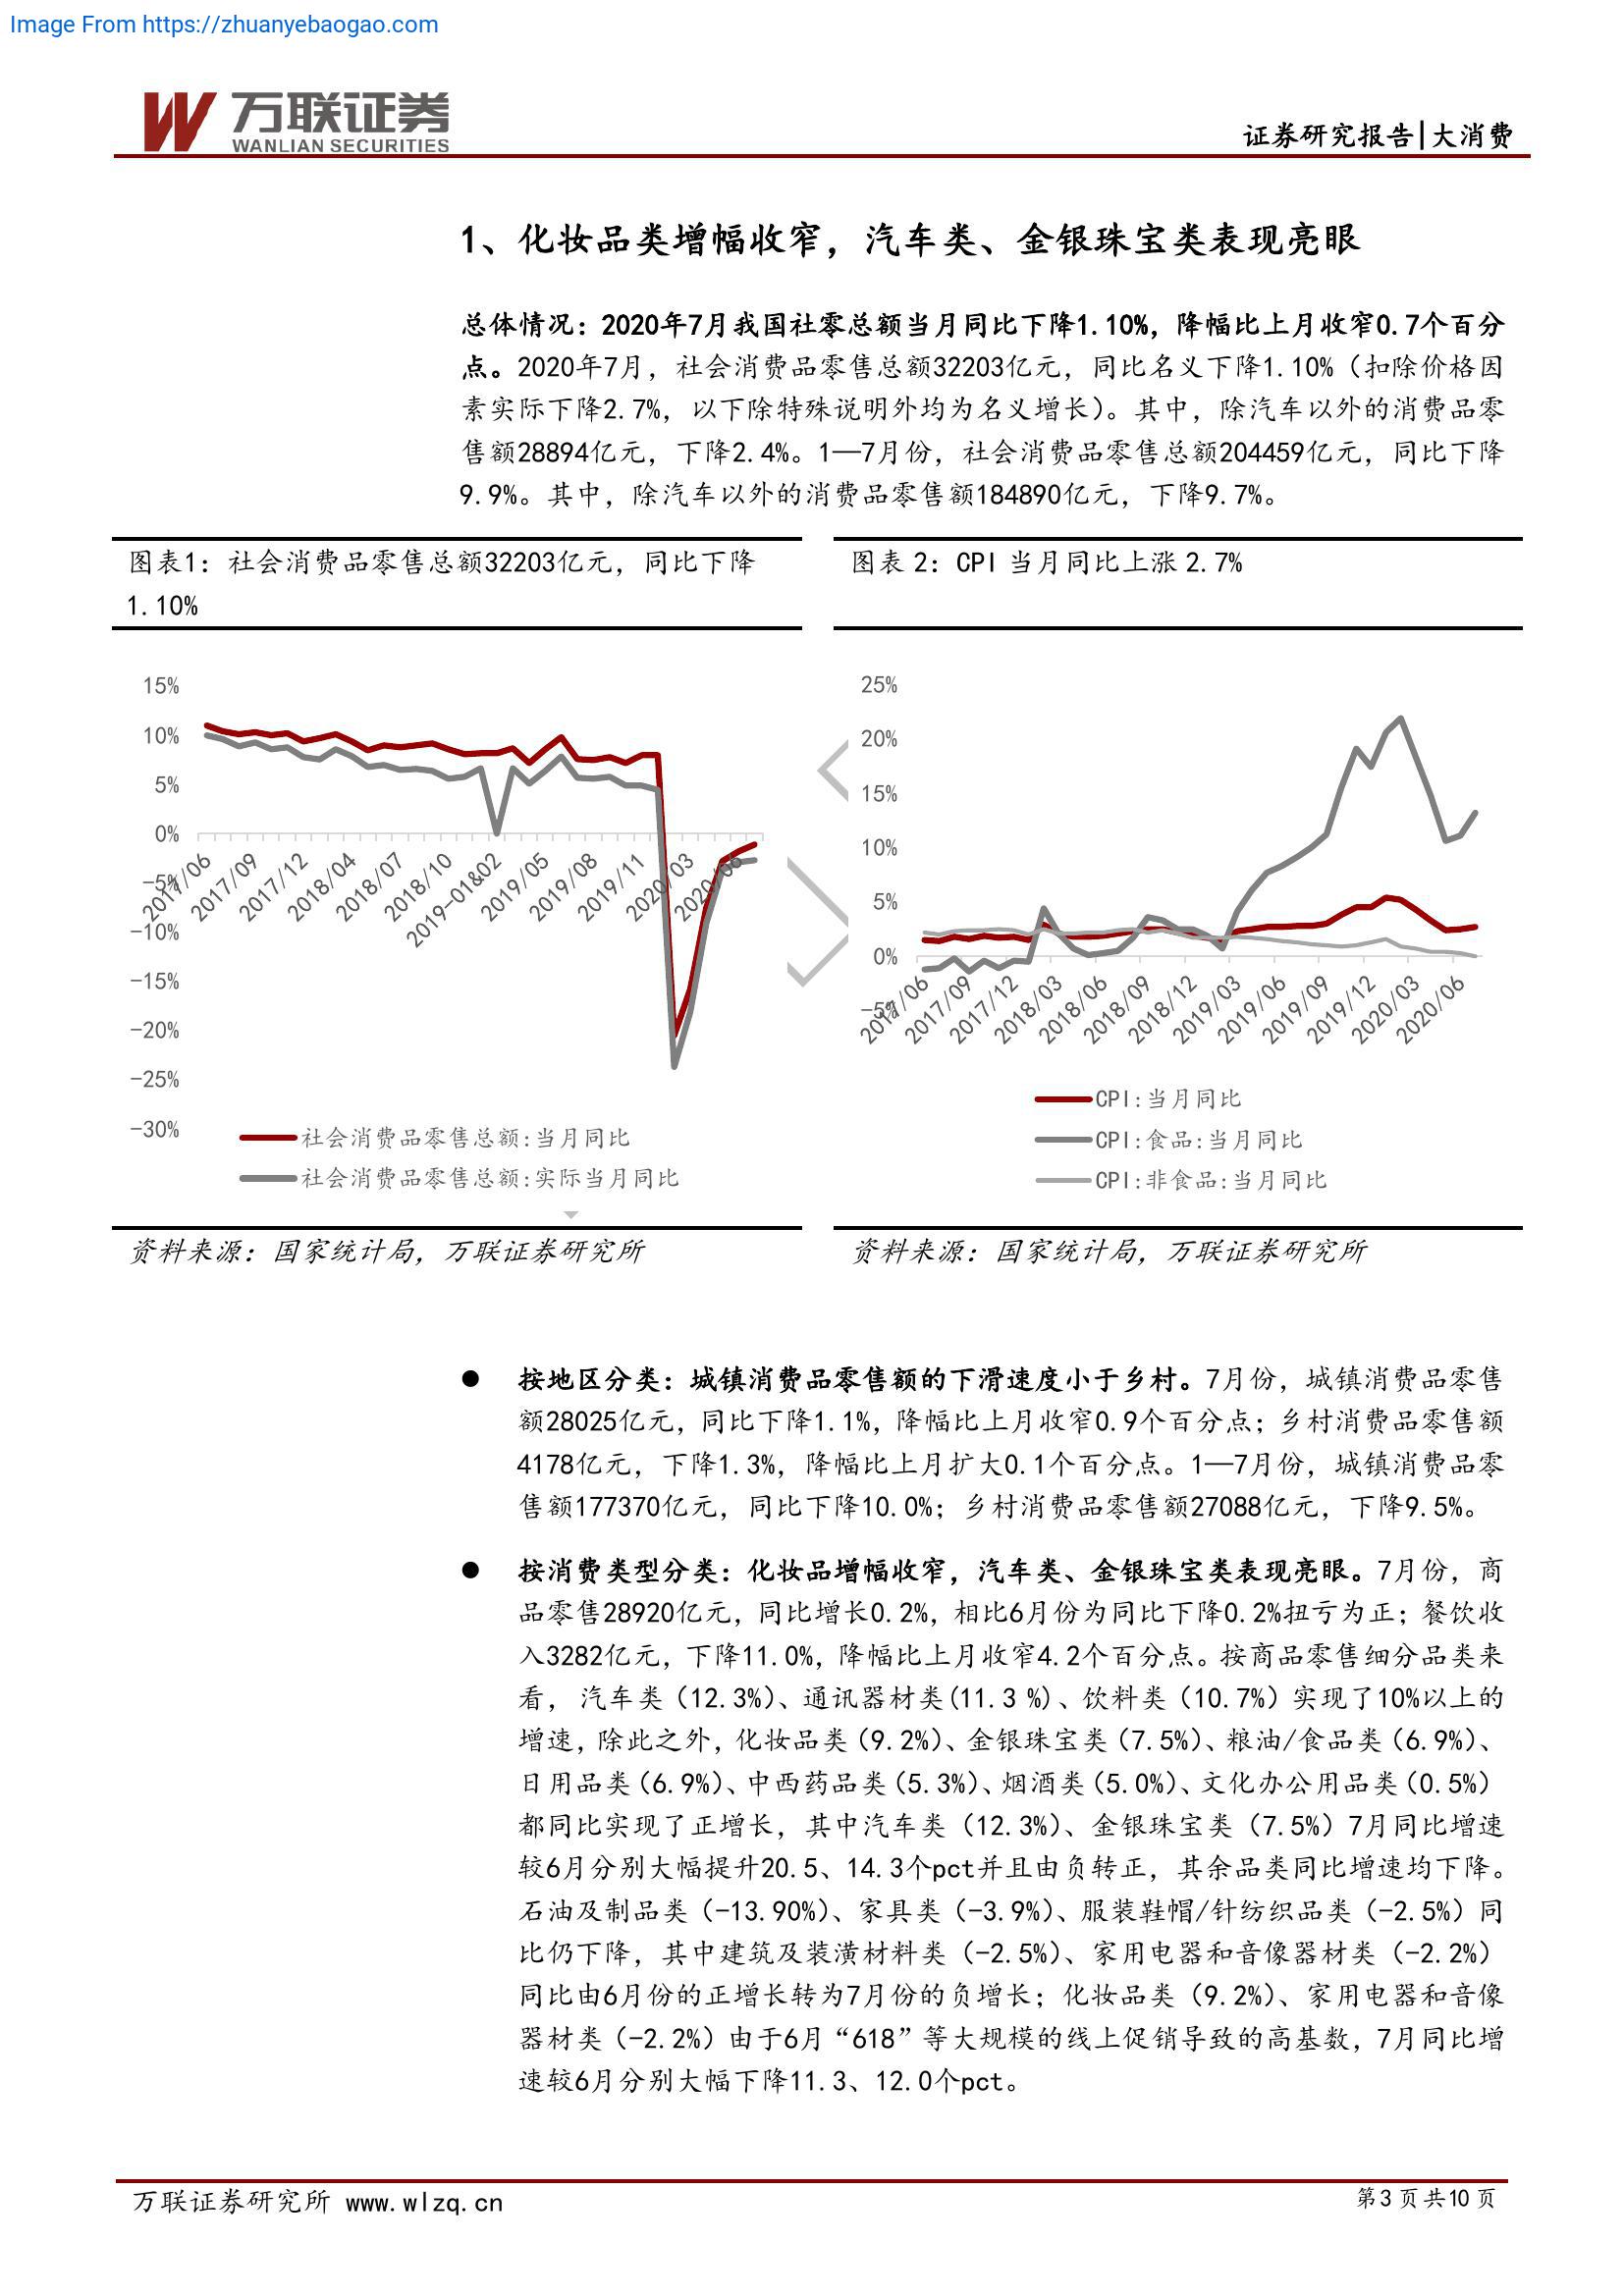 Image From https://zhuanyebaogao.com
万联证券
WANLIAN SECURITIES
证券研究报告|大消费
1、化妆品类增幅收窄，汽车类、金银珠宝类表现亮眼
总体情况：2020年7月我国社零总额当月同比下降1.10%，降幅比上月收窄0.7个百分
点。2020年7月，社会消费品零售总额32203亿元，同比名义下降1.10%（扣除价格因
素实际下降2.7%，以下除特殊说明外均为名义增长）。其中，除汽车以外的消费品零
售额28894亿元，下降2.4%。1—7月份，社会消费品零售总额204459亿元，同比下降
9.9%。其中，除汽车以外的消费品零售额184890亿元，下降9.7%。
图表1：社会消费品零售总额32203亿元，同比下降
1.10%
15%
10%
5%
0%
-5%
-10%
-15%
-20%
-25%
-30%
2017/06
2017/09
2017/12
2018/04
2018/07
2018/10
2019-01&02
2019/05
2019/08
2019/11
2020/03
2020/06
社会消费品零售总额:当月同比
社会消费品零售总额:实际当月同比
资料来源：国家统计局，万联证券研究所
图表 2：CPI 当月同比上涨 2.7%
25%
20%
15%
10%
5%
0%
-5%
2017/06
2017/09
2017/12
2018/03
2018/06
2018/09
2018/12
2019/03
2019/06
2019/09
2019/12
2020/03
2020/06
CPI:当月同比
CPI:食品:当月同比
CPI:非食品:当月同比
资料来源：国家统计局，万联证券研究所
● 按地区分类：城镇消费品零售额的下滑速度小于乡村。7月份，城镇消费品零售
额28025亿元，同比下降1.1%，降幅比上月收窄0.9个百分点；乡村消费品零售额
4178亿元，下降1.3%，降幅比上月扩大0.1个百分点。1—7月份，城镇消费品零
售额177370亿元，同比下降10.0%；乡村消费品零售额27088亿元，下降9.5%。
● 按消费类型分类：化妆品增幅收窄，汽车类、金银珠宝类表现亮眼。7月份，商
品零售28920亿元，同比增长0.2%，相比6月份为同比下降0.2%扭亏为正；餐饮收
入3282亿元，下降11.0%，降幅比上月收窄4.2个百分点。按商品零售细分品类来
看， 汽车类（12.3%）、通讯器材类(11.3 %)、饮料类（10.7%）实现了10%以上的
增速，除此之外，化妆品类（9.2%）、金银珠宝类（7.5%）、粮油/食品类（6.9%）、
日用品类（6.9%）、中西药品类（5.3%）、烟酒类（5.0%）、文化办公用品类（0.5%）
都同比实现了正增长，其中汽车类（12.3%）、金银珠宝类（7.5%）7月同比增速
较6月分别大幅提升20.5、14.3个pct并且由负转正，其余品类同比增速均下降。
石油及制品类（-13.90%）、家具类（-3.9%）、服装鞋帽/针纺织品类（-2.5%）同
比仍下降，其中建筑及装潢材料类（-2.5%）、家用电器和音像器材类（-2.2%）
同比由6月份的正增长转为7月份的负增长；化妆品类（9.2%）、家用电器和音像
器材类（-2.2%）由于6月“618”等大规模的线上促销导致的高基数，7月同比增
速较6月分别大幅下降11.3、12.0个pct。
万联证券研究所 www.wlzq.cn
第 3 页 共 10 页